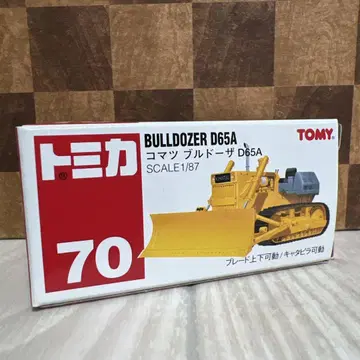 トミカ
®
70
BULLDOZER D65A
コマツ ブルドーザ D65A
SCALE1/87
TOMY.
ブレード上下可動/キャタピラ可動